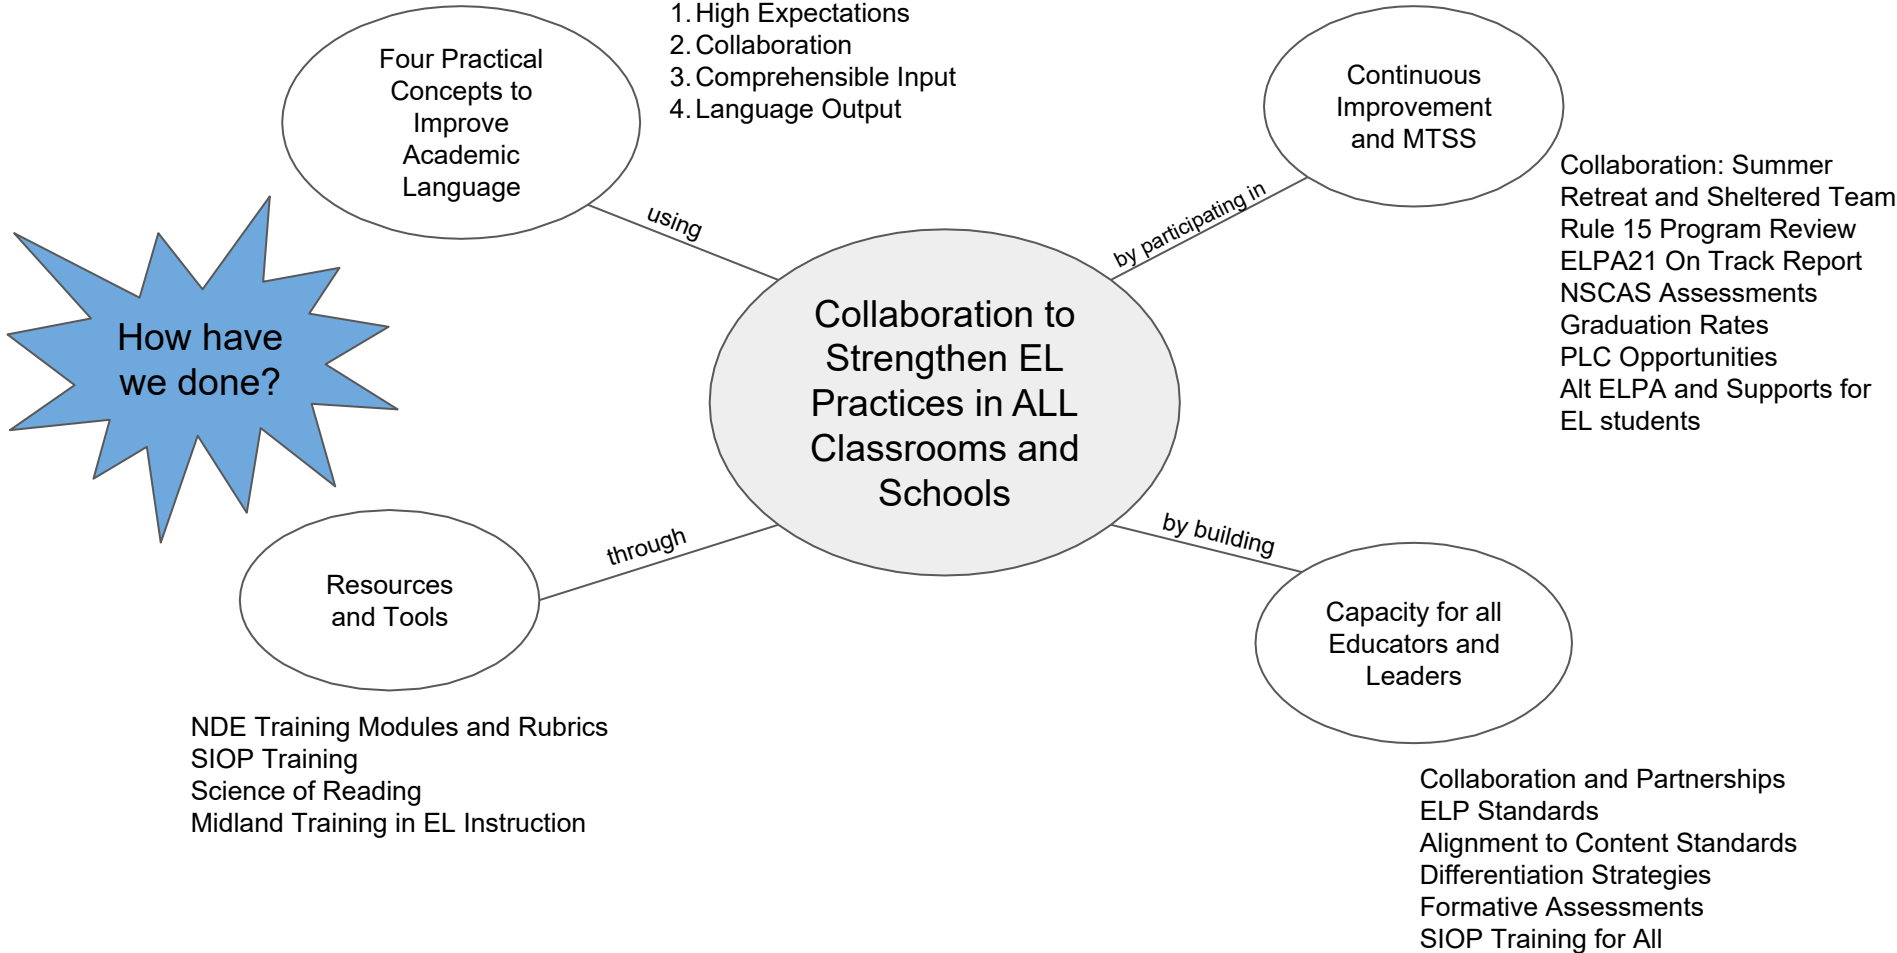 Four Practical
Concepts to
Improve
Academic
Language
1. High Expectations
2. Collaboration
3. Comprehensible Input
4. Language Output
Continuous
Improvement
and MTSS
Collaboration: Summer
Retreat and Sheltered Team
Rule 15 Program Review
ELPA21 On Track Report
NSCAS Assessments
Graduation Rates
PLC Opportunities
Alt ELPA and Supports for
EL students
using
by participating in
How have
we done?
Collaboration to
Strengthen EL
Practices in ALL
Classrooms and
Schools
through
by building
Resources
and Tools
NDE Training Modules and Rubrics
SIOP Training
Science of Reading
Midland Training in EL Instruction
Capacity for all
Educators and
Leaders
Collaboration and Partnerships
ELP Standards
Alignment to Content Standards
Differentiation Strategies
Formative Assessments
SIOP Training for All